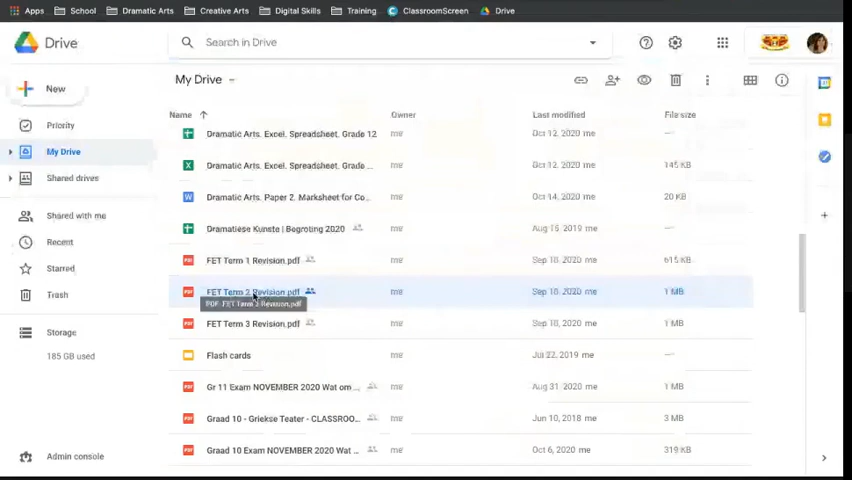 Apps School Dramatic Arts Creative Arts Digital Skills Training ClassroomScreen Drive
Drive Search in Drive
New My Drive
Name Owner Last modified File size
Priority Dramatic Arts. Excel. Spreadsheet. Grade 12 me Oct 12, 2020 me —
My Drive Dramatic Arts. Excel. Spreadsheet. Grade ... me Oct 12, 2020 me 145 KB
Shared drives Dramatic Arts. Paper 2. Marksheet for Co... me Oct 14, 2020 me 20 KB
Shared with me Dramatiese Kunste | Begroting 2020 me Aug 15, 2019 me —
Recent FET Term 1 Revision.pdf me Sep 18, 2020 me 615 KB
Starred
Trash FET Term 2 Revision.pdf me Sep 18, 2020 me 1 MB
PDF: FET Term 2 Revision.pdf
Storage FET Term 3 Revision.pdf me Sep 18, 2020 me 1 MB
185 GB used Flash cards me Jul 22, 2019 me —
Gr 11 Exam NOVEMBER 2020 Wat om ... me Aug 31, 2020 me 1 MB
Graad 10 - Griekse Teater - CLASSROO... me Jun 10, 2018 me 3 MB
Admin console Graad 10 Exam NOVEMBER 2020 Wat ... me Oct 6, 2020 me 319 KB